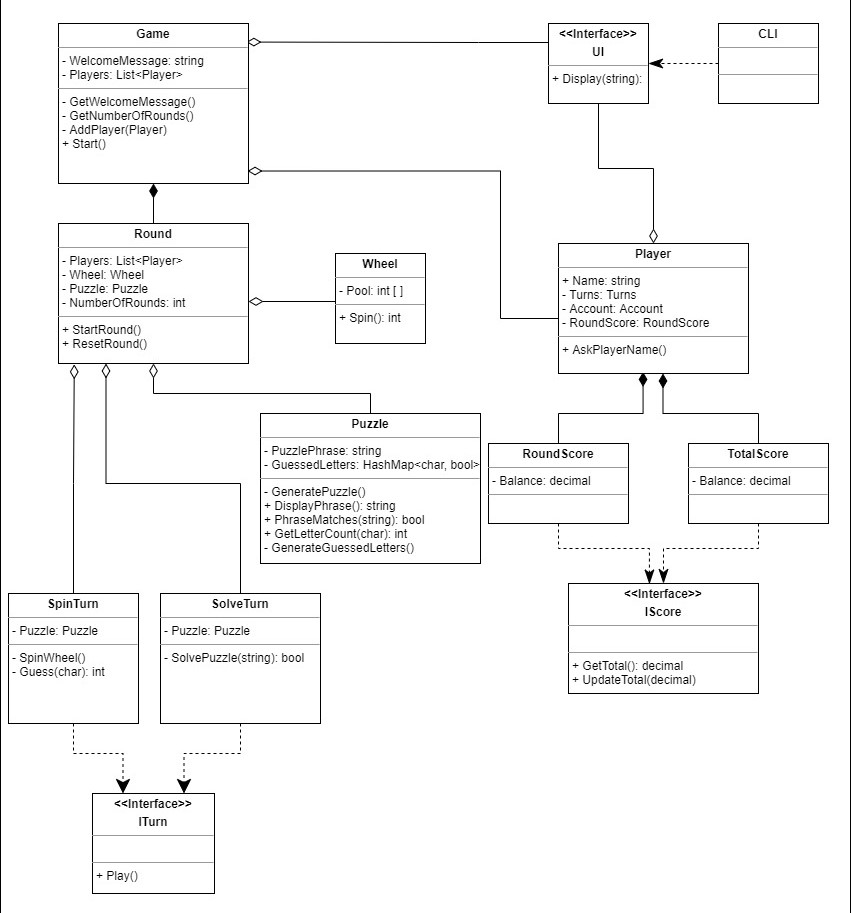 Game
- WelcomeMessage: string
- Players: List<Player>
- GetWelcomeMessage()
- GetNumberOfRounds()
- AddPlayer(Player)
+ Start()
<<Interface>>
UI
+ Display(string):
CLI
Round
- Players: List<Player>
- Wheel: Wheel
- Puzzle: Puzzle
- NumberOfRounds: int
+ StartRound()
+ ResetRound()
Wheel
- Pool: int [ ]
+ Spin(): int
Player
+ Name: string
- Turns: Turns
- Account: Account
- RoundScore: RoundScore
+ AskPlayerName()
Puzzle
- PuzzlePhrase: string
- GuessedLetters: HashMap<char, bool>
- GeneratePuzzle()
+ DisplayPhrase(): string
+ PhraseMatches(string): bool
+ GetLetterCount(char): int
- GenerateGuessedLetters()
RoundScore
- Balance: decimal
TotalScore
- Balance: decimal
SpinTurn
- Puzzle: Puzzle
- SpinWheel()
- Guess(char): int
SolveTurn
- Puzzle: Puzzle
- SolvePuzzle(string): bool
<<Interface>>
IScore
+ GetTotal(): decimal
+ UpdateTotal(decimal)
<<Interface>>
ITurn
+ Play()